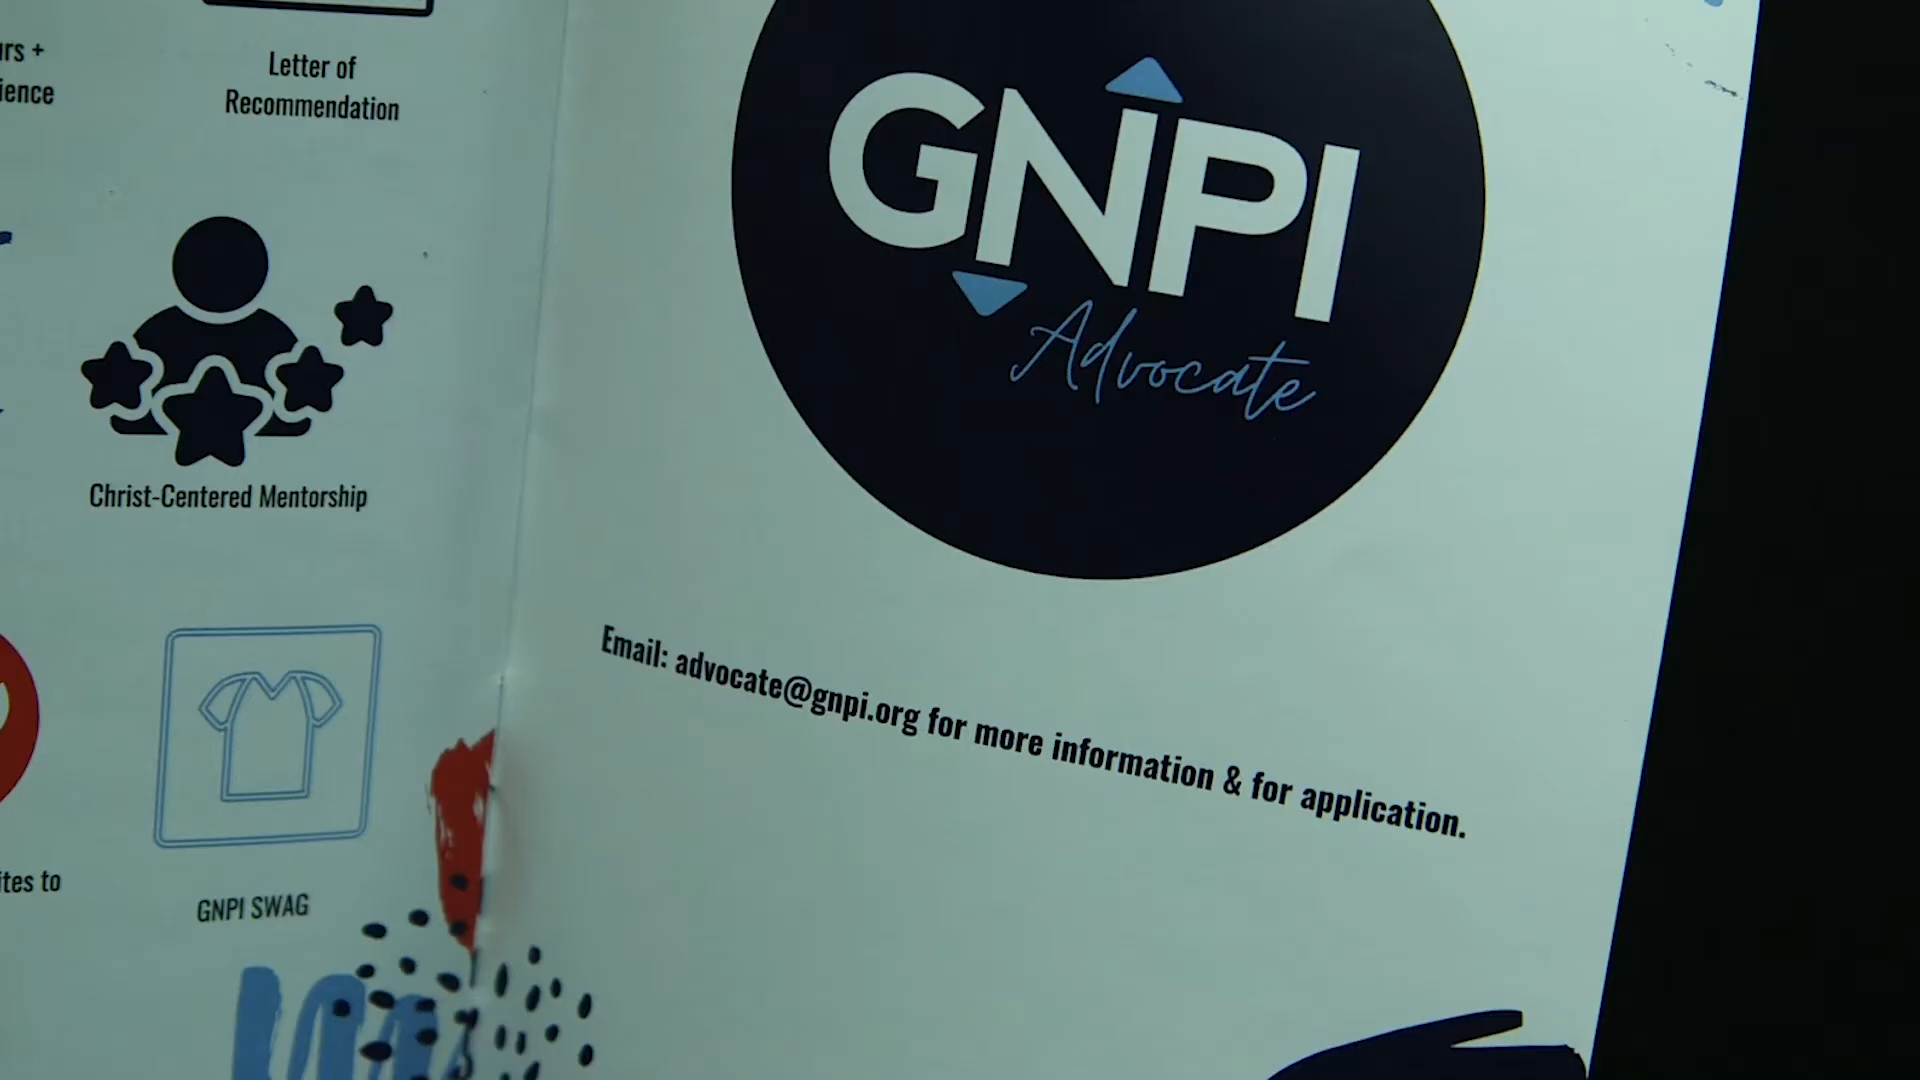 Letter of
Recommendation
Christ-Centered Mentorship
GNPI SWAG
GNPI
Advocate
Email: advocate@gnpi.org for more information & for application.